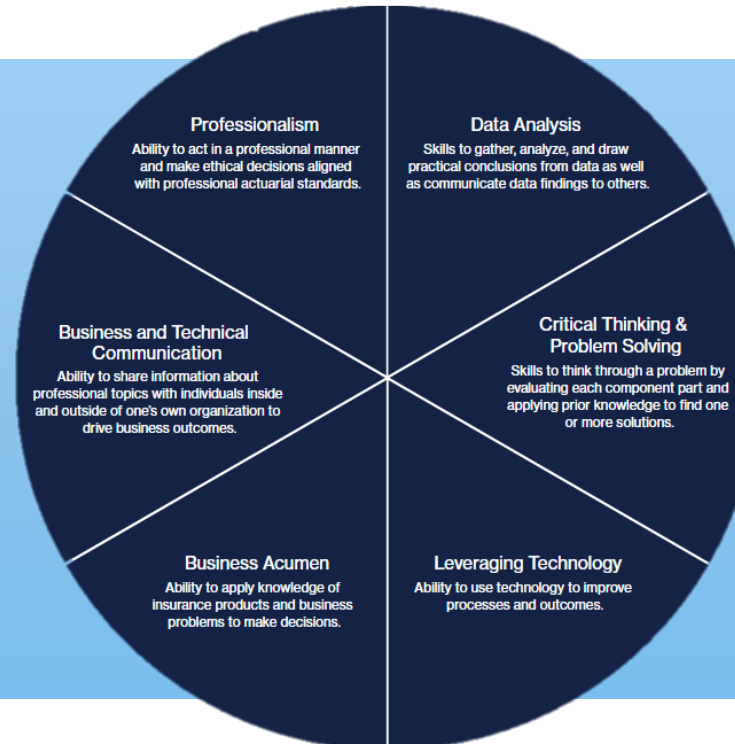 Professionalism
Ability to act in a professional manner
and make ethical decisions aligned
with professional actuarial standards.
Data Analysis
Skills to gather, analyze, and draw
practical conclusions from data as well
as communicate data findings to others.
Business and Technical
Communication
Ability to share information about
professional topics with individuals inside
and outside of one's own organization to
drive business outcomes.
Critical Thinking &
Problem Solving
Skills to think through a problem by
evaluating each component part and
applying prior knowledge to find one
or more solutions.
Business Acumen
Ability to apply knowledge of
insurance products and business
problems to make decisions.
Leveraging Technology
Ability to use technology to improve
processes and outcomes.